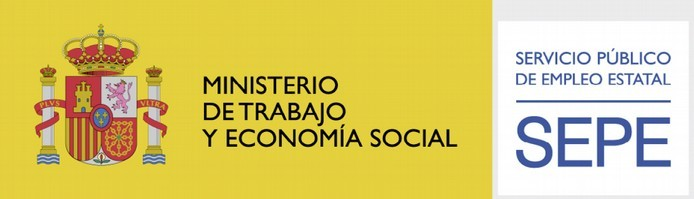 PLVS VLTRA
MINISTERIO
DE TRABAJO
Y ECONOMÍA SOCIAL
SERVICIO PÚBLICO
DE EMPLEO ESTATAL
SEPE